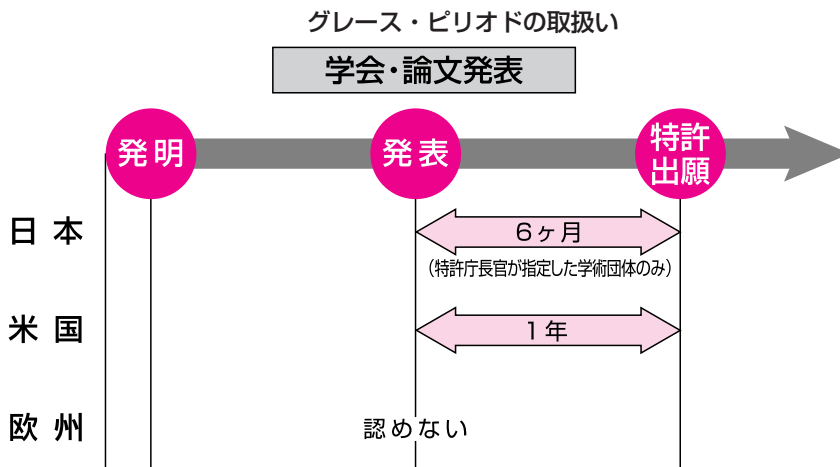 グレース・ピリオドの取扱い
学会・論文発表
発明
発表
特許
出願
日本
6ヶ月
(特許庁長官が指定した学術団体のみ)
米国
1年
欧州
認めない